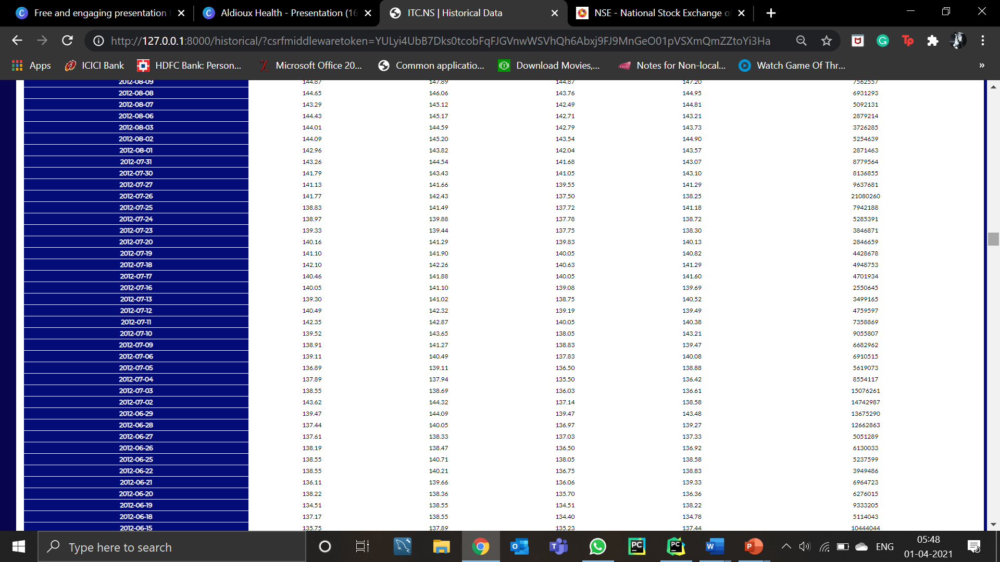 Free and engaging presentation t
Aldioux Health - Presentation (16
ITC.NS | Historical Data
NSE - National Stock Exchange o
http://127.0.0.1:8000/historical/?csrfmiddlewaretoken=YULyi4UbB7Dks0tcobFqFJGVnwWSVhQh6Abxj9FJ9MnGeO01pVSXmQmZZtoYi3Ha
Apps ICICI Bank HDFC Bank: Person... Microsoft Office 20... Common applicatio... Download Movies,... Notes for Non-local... Watch Game Of Thr... »
2012-08-09 144.87 147.89 144.87 147.20 7562557
2012-08-08 144.65 146.06 143.76 144.95 6931293
2012-08-07 143.29 145.12 142.49 144.81 5092131
2012-08-06 144.43 145.17 142.71 143.21 2879214
2012-08-03 144.01 144.59 142.79 143.73 3726285
2012-08-02 144.09 145.20 143.54 144.90 5254639
2012-08-01 142.96 143.82 142.04 143.57 2871463
2012-07-31 143.26 144.54 141.68 143.07 8779564
2012-07-30 141.79 143.43 141.05 143.10 8136855
2012-07-27 141.13 141.66 139.55 141.29 9637681
2012-07-26 141.77 142.43 137.50 138.25 21080260
2012-07-25 138.83 141.49 137.72 141.18 7942188
2012-07-24 138.97 139.88 137.78 138.72 5285391
2012-07-23 139.33 139.44 137.75 138.30 3846871
2012-07-20 140.16 141.29 139.83 140.13 2846659
2012-07-19 141.10 141.90 140.05 140.82 4428678
2012-07-18 142.10 142.26 140.63 141.29 4948753
2012-07-17 140.46 141.88 140.05 141.60 4701934
2012-07-16 140.05 141.10 139.08 139.69 2550645
2012-07-13 139.30 141.02 138.75 140.52 3499165
2012-07-12 140.49 142.32 139.19 139.49 4759597
2012-07-11 142.35 142.87 140.05 140.38 7358869
2012-07-10 139.52 143.65 138.05 143.21 9055807
2012-07-09 138.91 141.27 138.83 139.47 6682962
2012-07-06 139.11 140.49 137.83 140.08 6910515
2012-07-05 136.89 139.11 136.50 138.88 5619073
2012-07-04 137.89 137.94 135.50 136.42 8554117
2012-07-03 138.55 138.69 136.03 136.61 15076261
2012-07-02 143.62 144.32 137.14 138.58 14742987
2012-06-29 139.47 144.09 139.47 143.48 13675290
2012-06-28 137.44 140.05 136.97 139.27 12662863
2012-06-27 137.61 138.33 137.03 137.33 5051289
2012-06-26 138.19 138.47 136.50 136.92 6130033
2012-06-25 138.55 140.71 138.05 138.58 5237599
2012-06-22 138.55 140.21 136.75 138.83 3949486
2012-06-21 136.11 139.66 136.06 139.33 6964723
2012-06-20 138.22 138.36 135.70 136.36 6276015
2012-06-19 134.51 138.55 134.51 138.22 9333205
2012-06-18 137.17 138.55 134.40 134.78 5114043
2012-06-15 135.75 137.89 135.23 137.44 10444044
Type here to search
ENG
05:48
01-04-2021